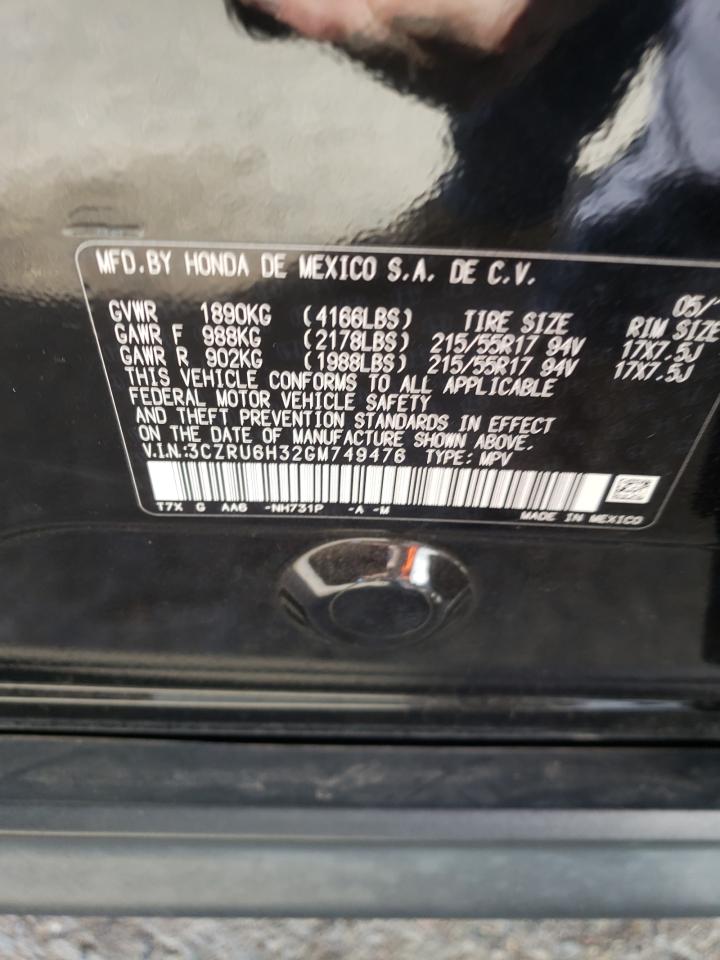 MFD.BY HONDA DE MEXICO S.A. DE C.V.
05/
GVWR 1890KG (4166LBS) TIRE SIZE RIM SIZE
GAWR F 988KG (2178LBS) 215/55R17 94V 17X7.5J
GAWR R 902KG (1988LBS) 215/55R17 94V 17X7.5J
THIS VEHICLE CONFORMS TO ALL APPLICABLE
FEDERAL MOTOR VEHICLE SAFETY
AND THEFT PREVENTION STANDARDS IN EFFECT
ON THE DATE OF MANUFACTURE SHOWN ABOVE.
V.I.N:3CZRU6H32GM749476 TYPE: MPV
T7X G AA6 -NH731P -A -M MADE IN MEXICO